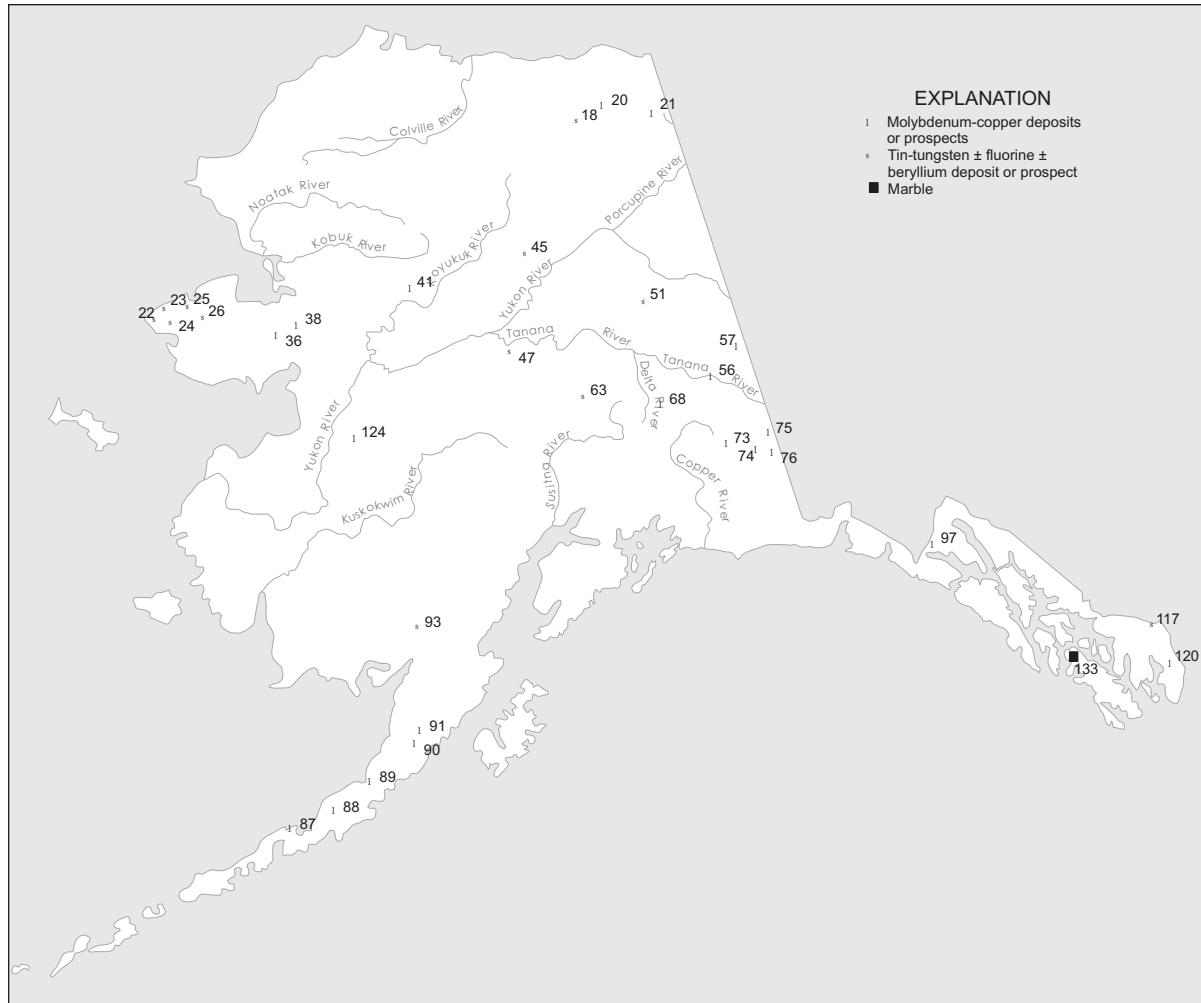 EXPLANATION
l Molybdenum-copper deposits
or prospects
s Tin-tungsten ± fluorine ±
beryllium deposit or prospect
Marble
l 20
s 18
l 21
Colville River
Noatak River
Kobuk River
Koyukuk River
Porcupine River
Yukon River
s 45
l 41
s 51
s 22
s 23
s 24
s 25
s 26
l 38
l 36
l 57
Tanana River
Tanana River
s 47
l 56
s 63
Delta River
l 68
l 75
l 73
l 74
l 76
Yukon River
l 124
Kuskokwim River
Susitna River
Copper River
l 97
s 93
s 117
l 120
133
l 91
l 90
l 89
l 88
l 87